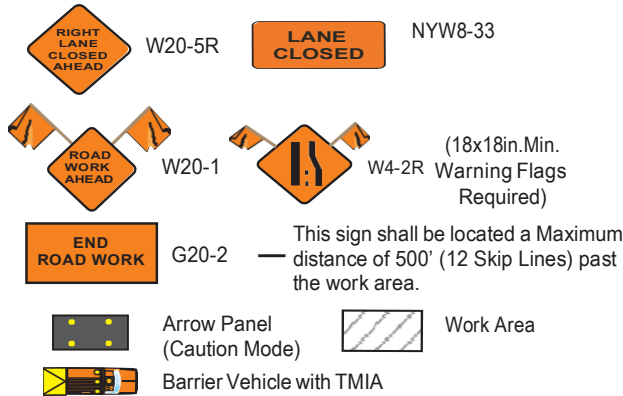 RIGHT
LANE
CLOSED
AHEAD
W20-5R
LANE
CLOSED
NYW8-33
ROAD
WORK
AHEAD
W20-1
W4-2R
(18x18in.Min.
Warning Flags
Required)
END
ROAD WORK
G20-2
— This sign shall be located a Maximum
distance of 500’ (12 Skip Lines) past
the work area.
Arrow Panel
(Caution Mode)
Work Area
Barrier Vehicle with TMIA